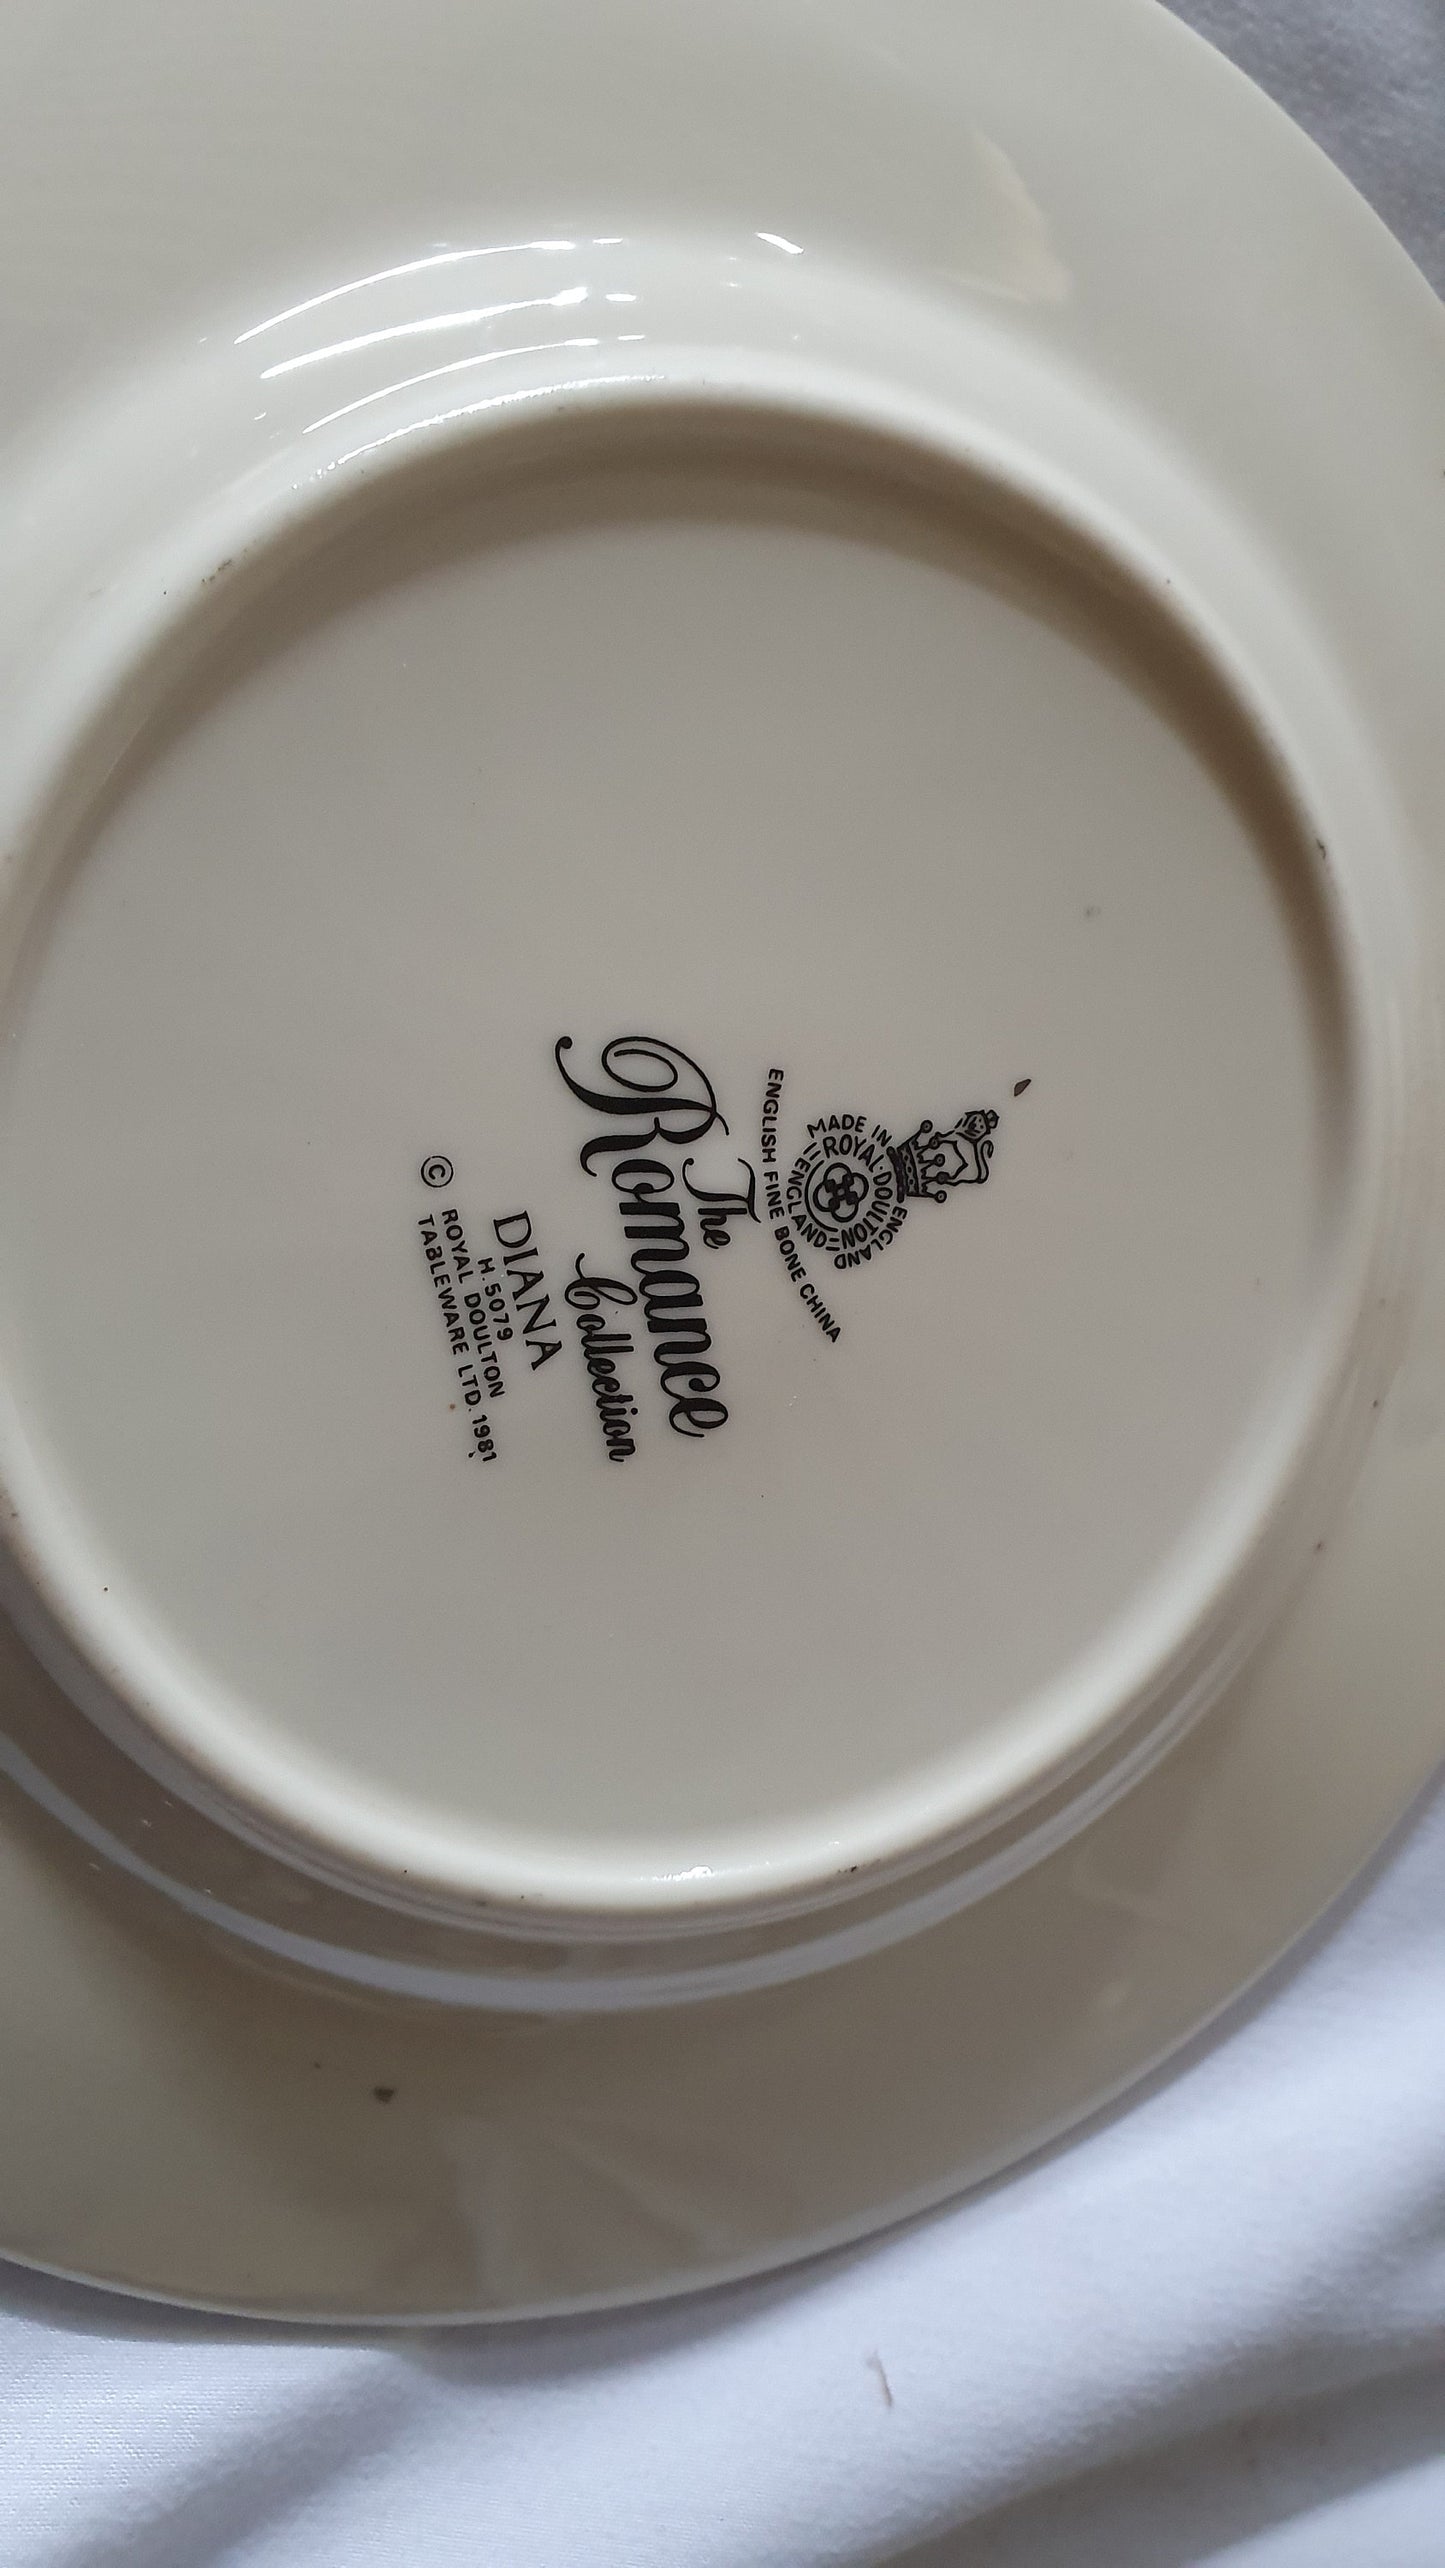 MADE IN ENGLAND
ROYAL·DOULTON
ENGLAND
ENGLISH FINE BONE CHINA
The
Romance
Collection
DIANA
H.5079
© ROYAL DOULTON
TABLEWARE LTD. 1981